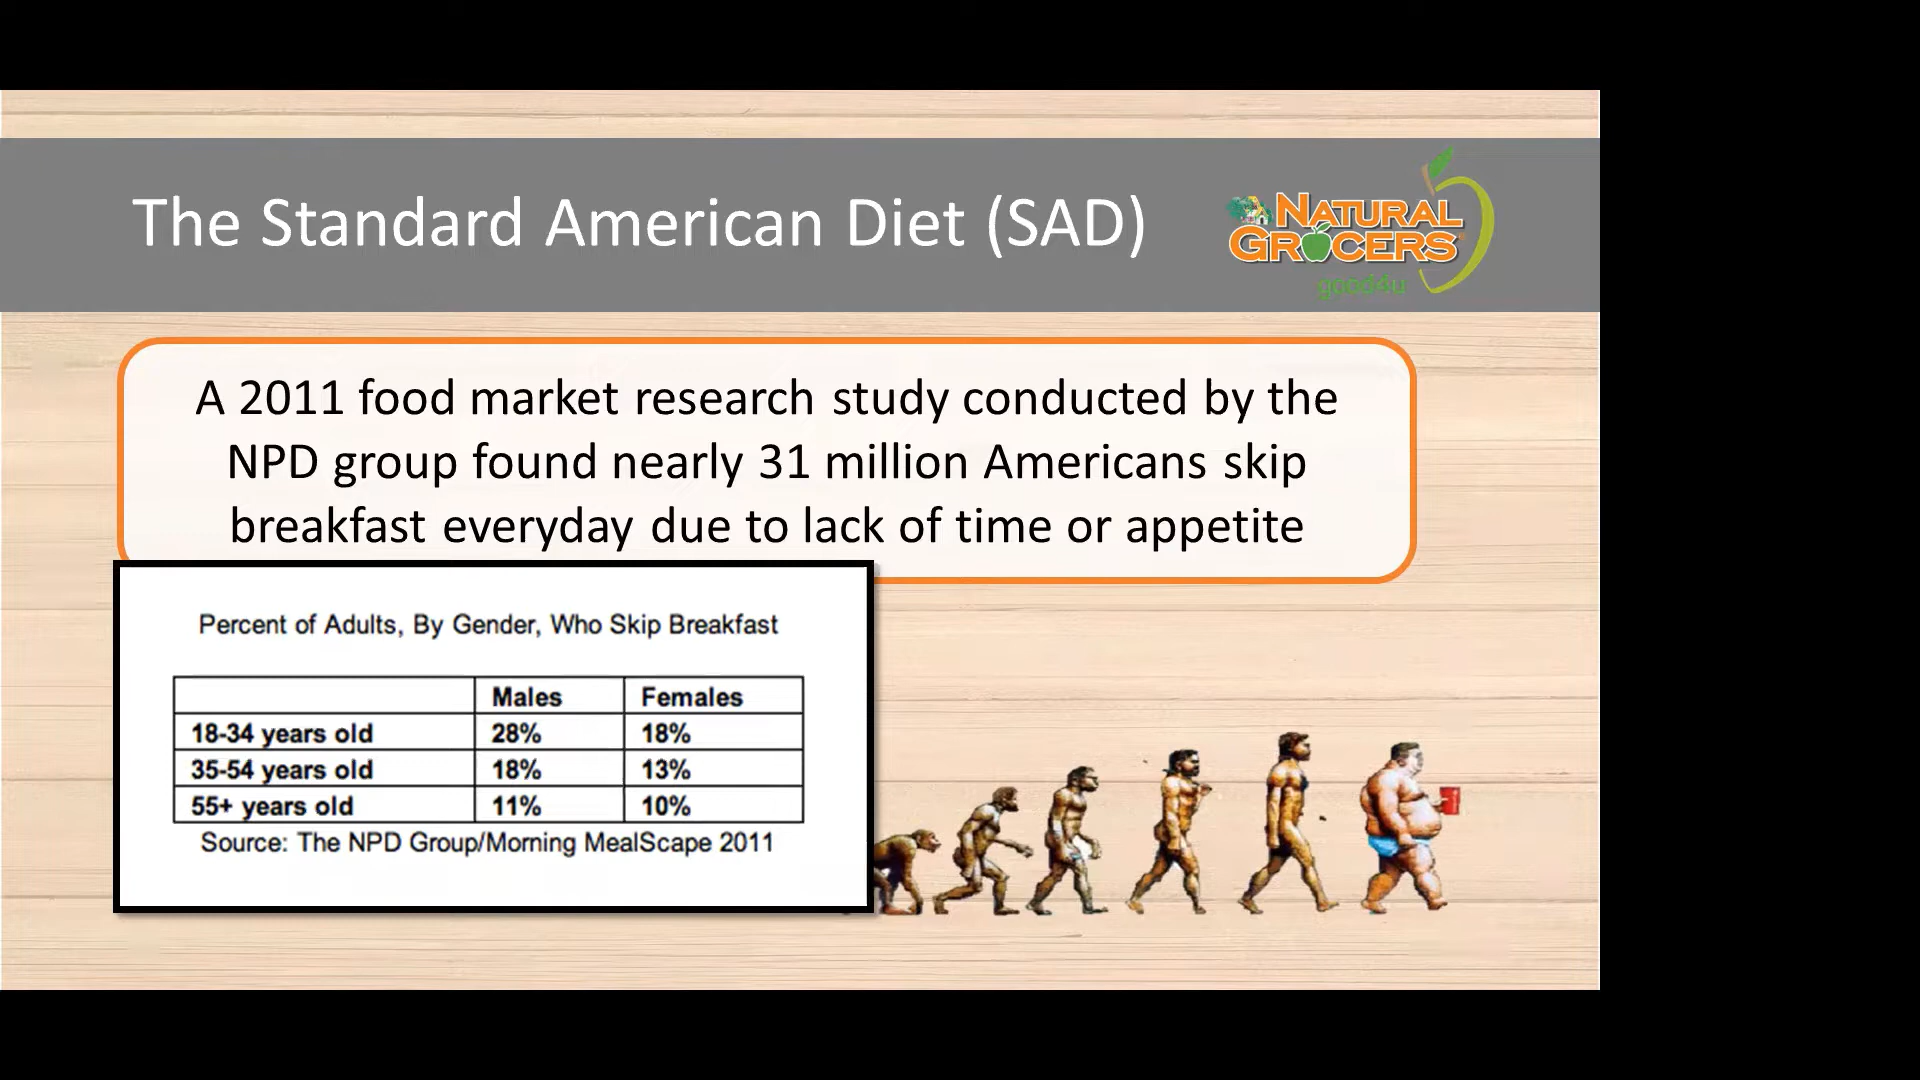 The Standard American Diet (SAD)
NATURAL
GROCERS
good4u
A 2011 food market research study conducted by the
NPD group found nearly 31 million Americans skip
breakfast everyday due to lack of time or appetite
Percent of Adults, By Gender, Who Skip Breakfast
Males Females
18-34 years old 28% 18%
35-54 years old 18% 13%
55+ years old 11% 10%
Source: The NPD Group/Morning MealScape 2011